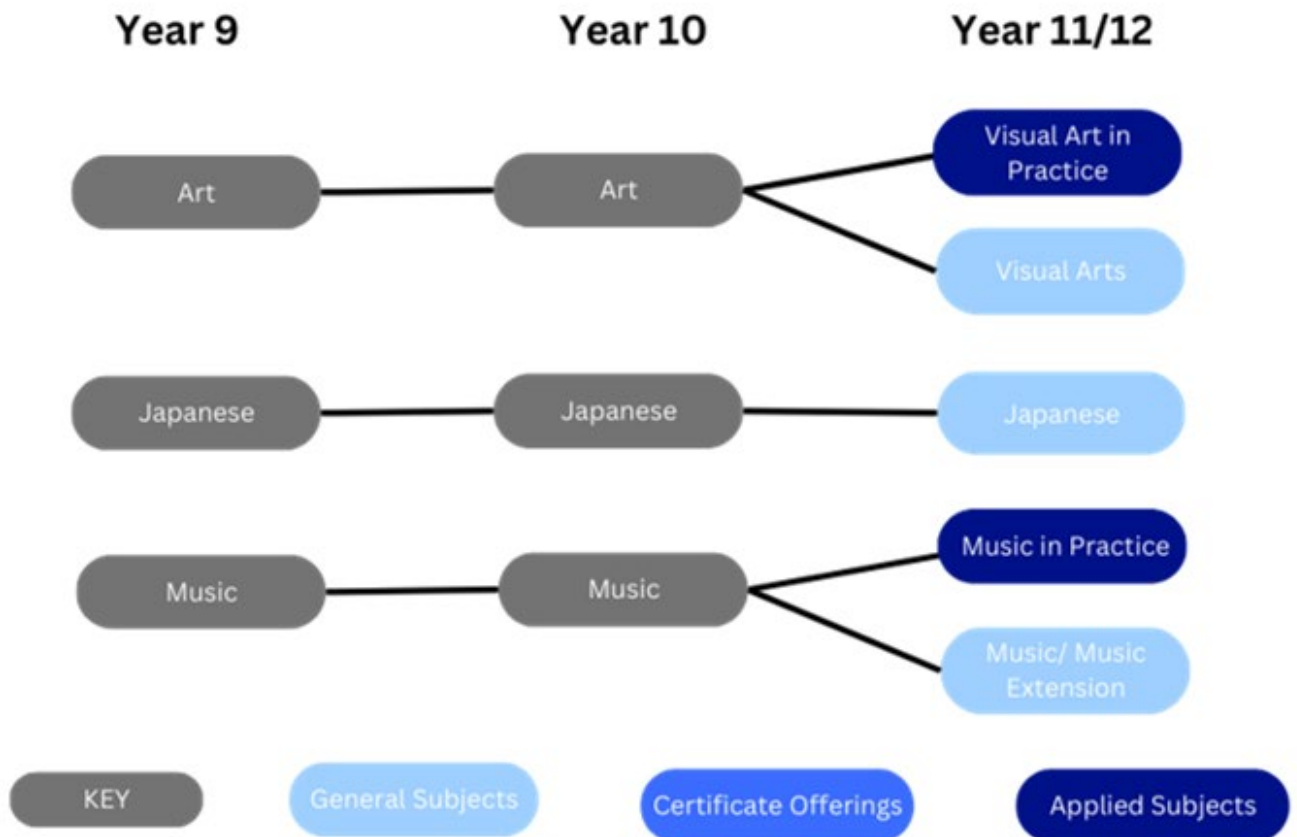 Year 9
Year 10
Year 11/12
Art
Art
Visual Art in
Practice
Visual Arts
Japanese
Japanese
Japanese
Music
Music
Music in Practice
Music/ Music
Extension
KEY
General Subjects
Certificate Offerings
Applied Subjects